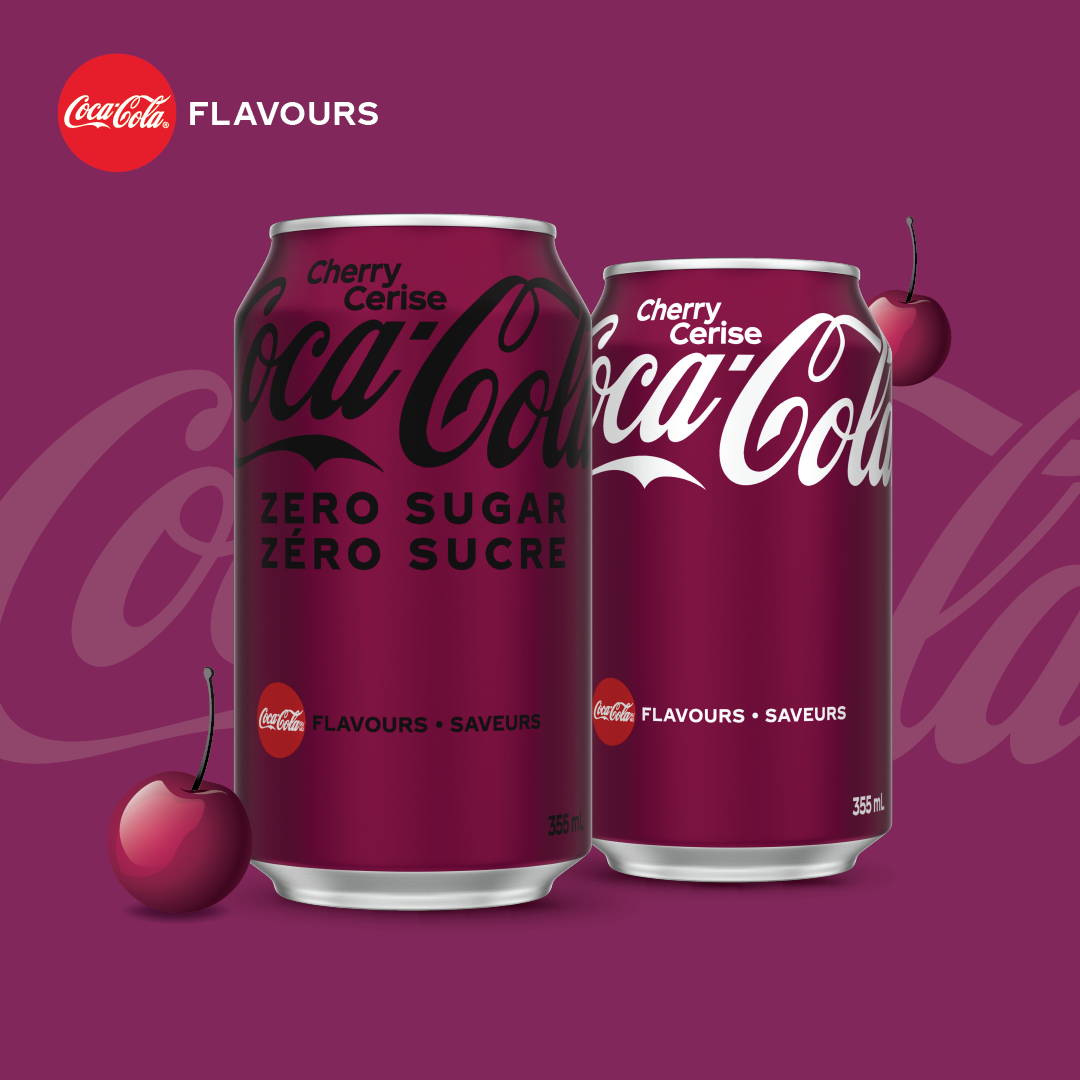 Coca-Cola® FLAVOURS
Cherry
Cerise
Coca-Cola
ZERO SUGAR
ZÉRO SUCRE
Coca-Cola FLAVOURS • SAVEURS
355 mL
Cherry
Cerise
Coca-Cola
Coca-Cola FLAVOURS • SAVEURS
355 mL